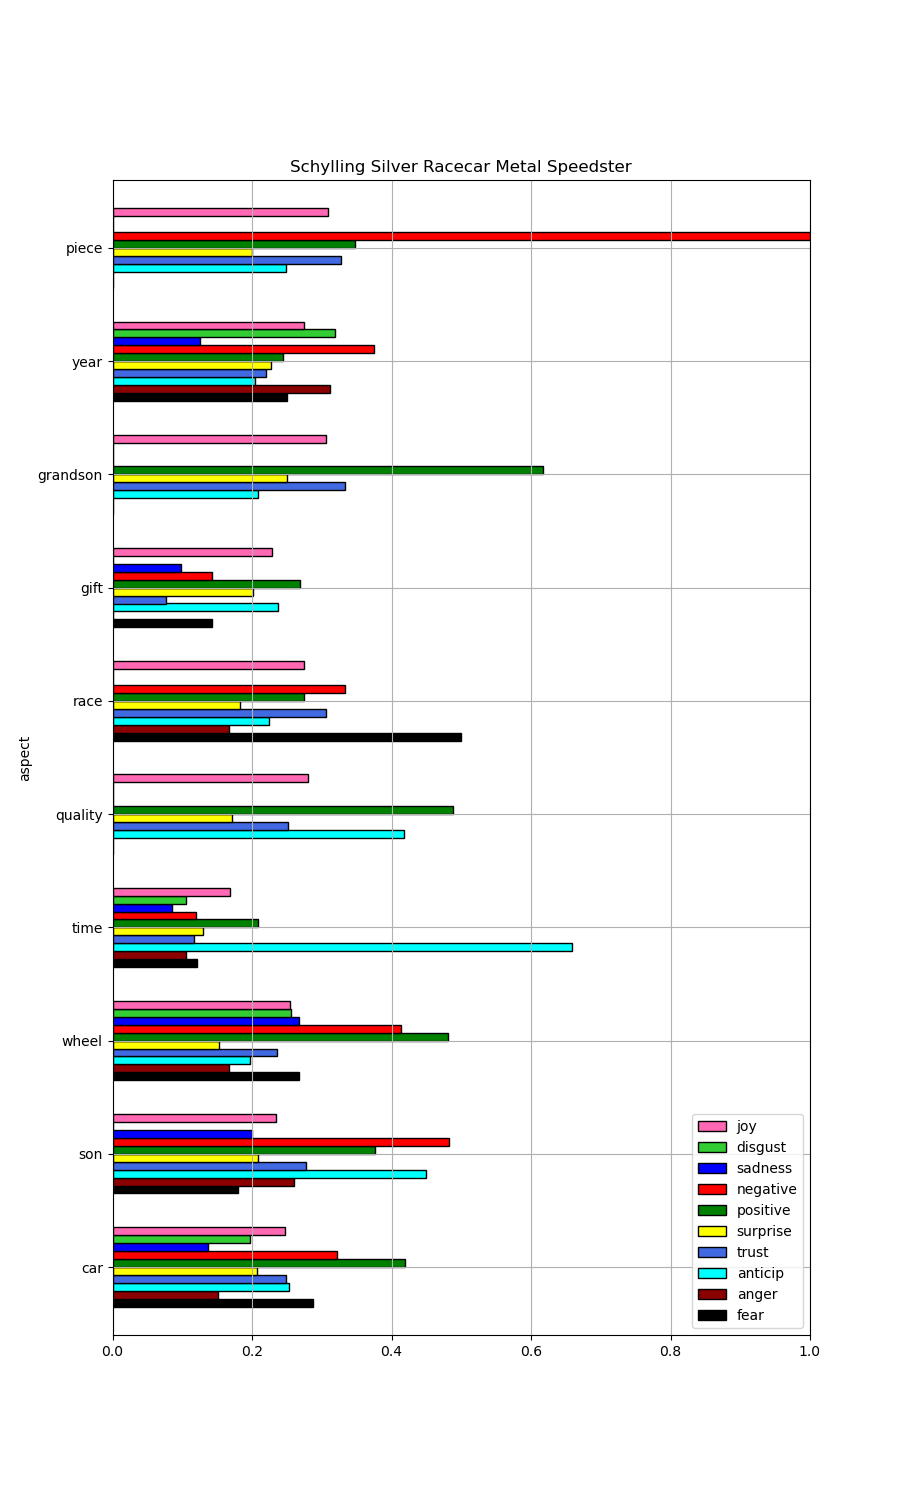 Schylling Silver Racecar Metal Speedster
piece
year
grandson
gift
race
quality
time
wheel
son
car
aspect
joy
disgust
sadness
negative
positive
surprise
trust
anticip
anger
fear
0.0 0.2 0.4 0.6 0.8 1.0